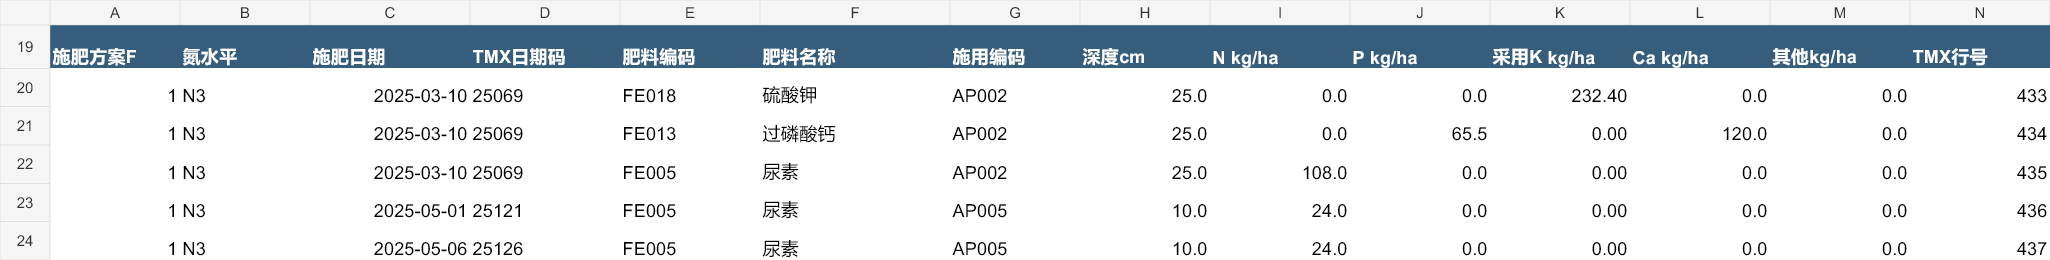 A B C D E F G H I J K L M N
19 施肥方案F 氮水平 施肥日期 TMX日期码 肥料编码 肥料名称 施用编码 深度cm N kg/ha P kg/ha 采用K kg/ha Ca kg/ha 其他kg/ha TMX行号
20 1 N3 2025-03-10 25069 FE018 硫酸钾 AP002 25.0 0.0 0.0 232.40 0.0 0.0 433
21 1 N3 2025-03-10 25069 FE013 过磷酸钙 AP002 25.0 0.0 65.5 0.00 120.0 0.0 434
22 1 N3 2025-03-10 25069 FE005 尿素 AP002 25.0 108.0 0.0 0.00 0.0 0.0 435
23 1 N3 2025-05-01 25121 FE005 尿素 AP005 10.0 24.0 0.0 0.00 0.0 0.0 436
24 1 N3 2025-05-06 25126 FE005 尿素 AP005 10.0 24.0 0.0 0.00 0.0 0.0 437